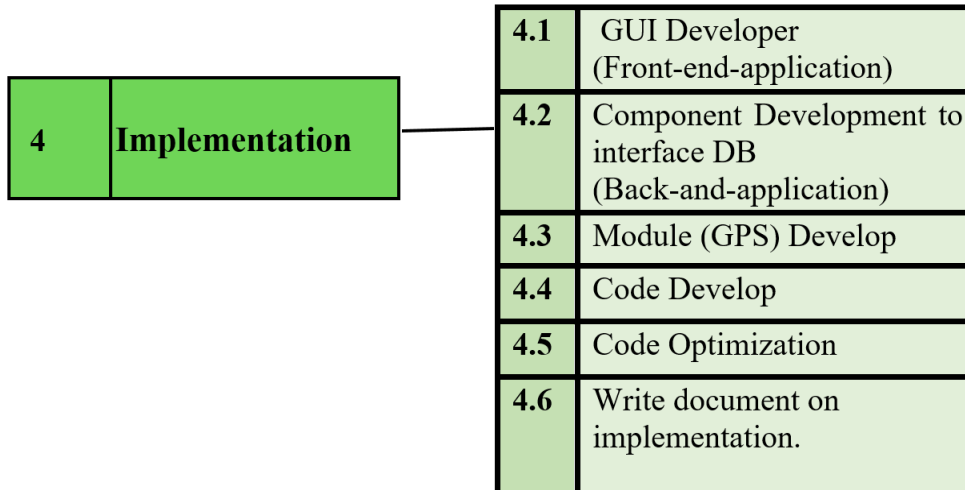 4 Implementation
4.1 GUI Developer
(Front-end-application)
4.2 Component Development to
interface DB
(Back-and-application)
4.3 Module (GPS) Develop
4.4 Code Develop
4.5 Code Optimization
4.6 Write document on
implementation.